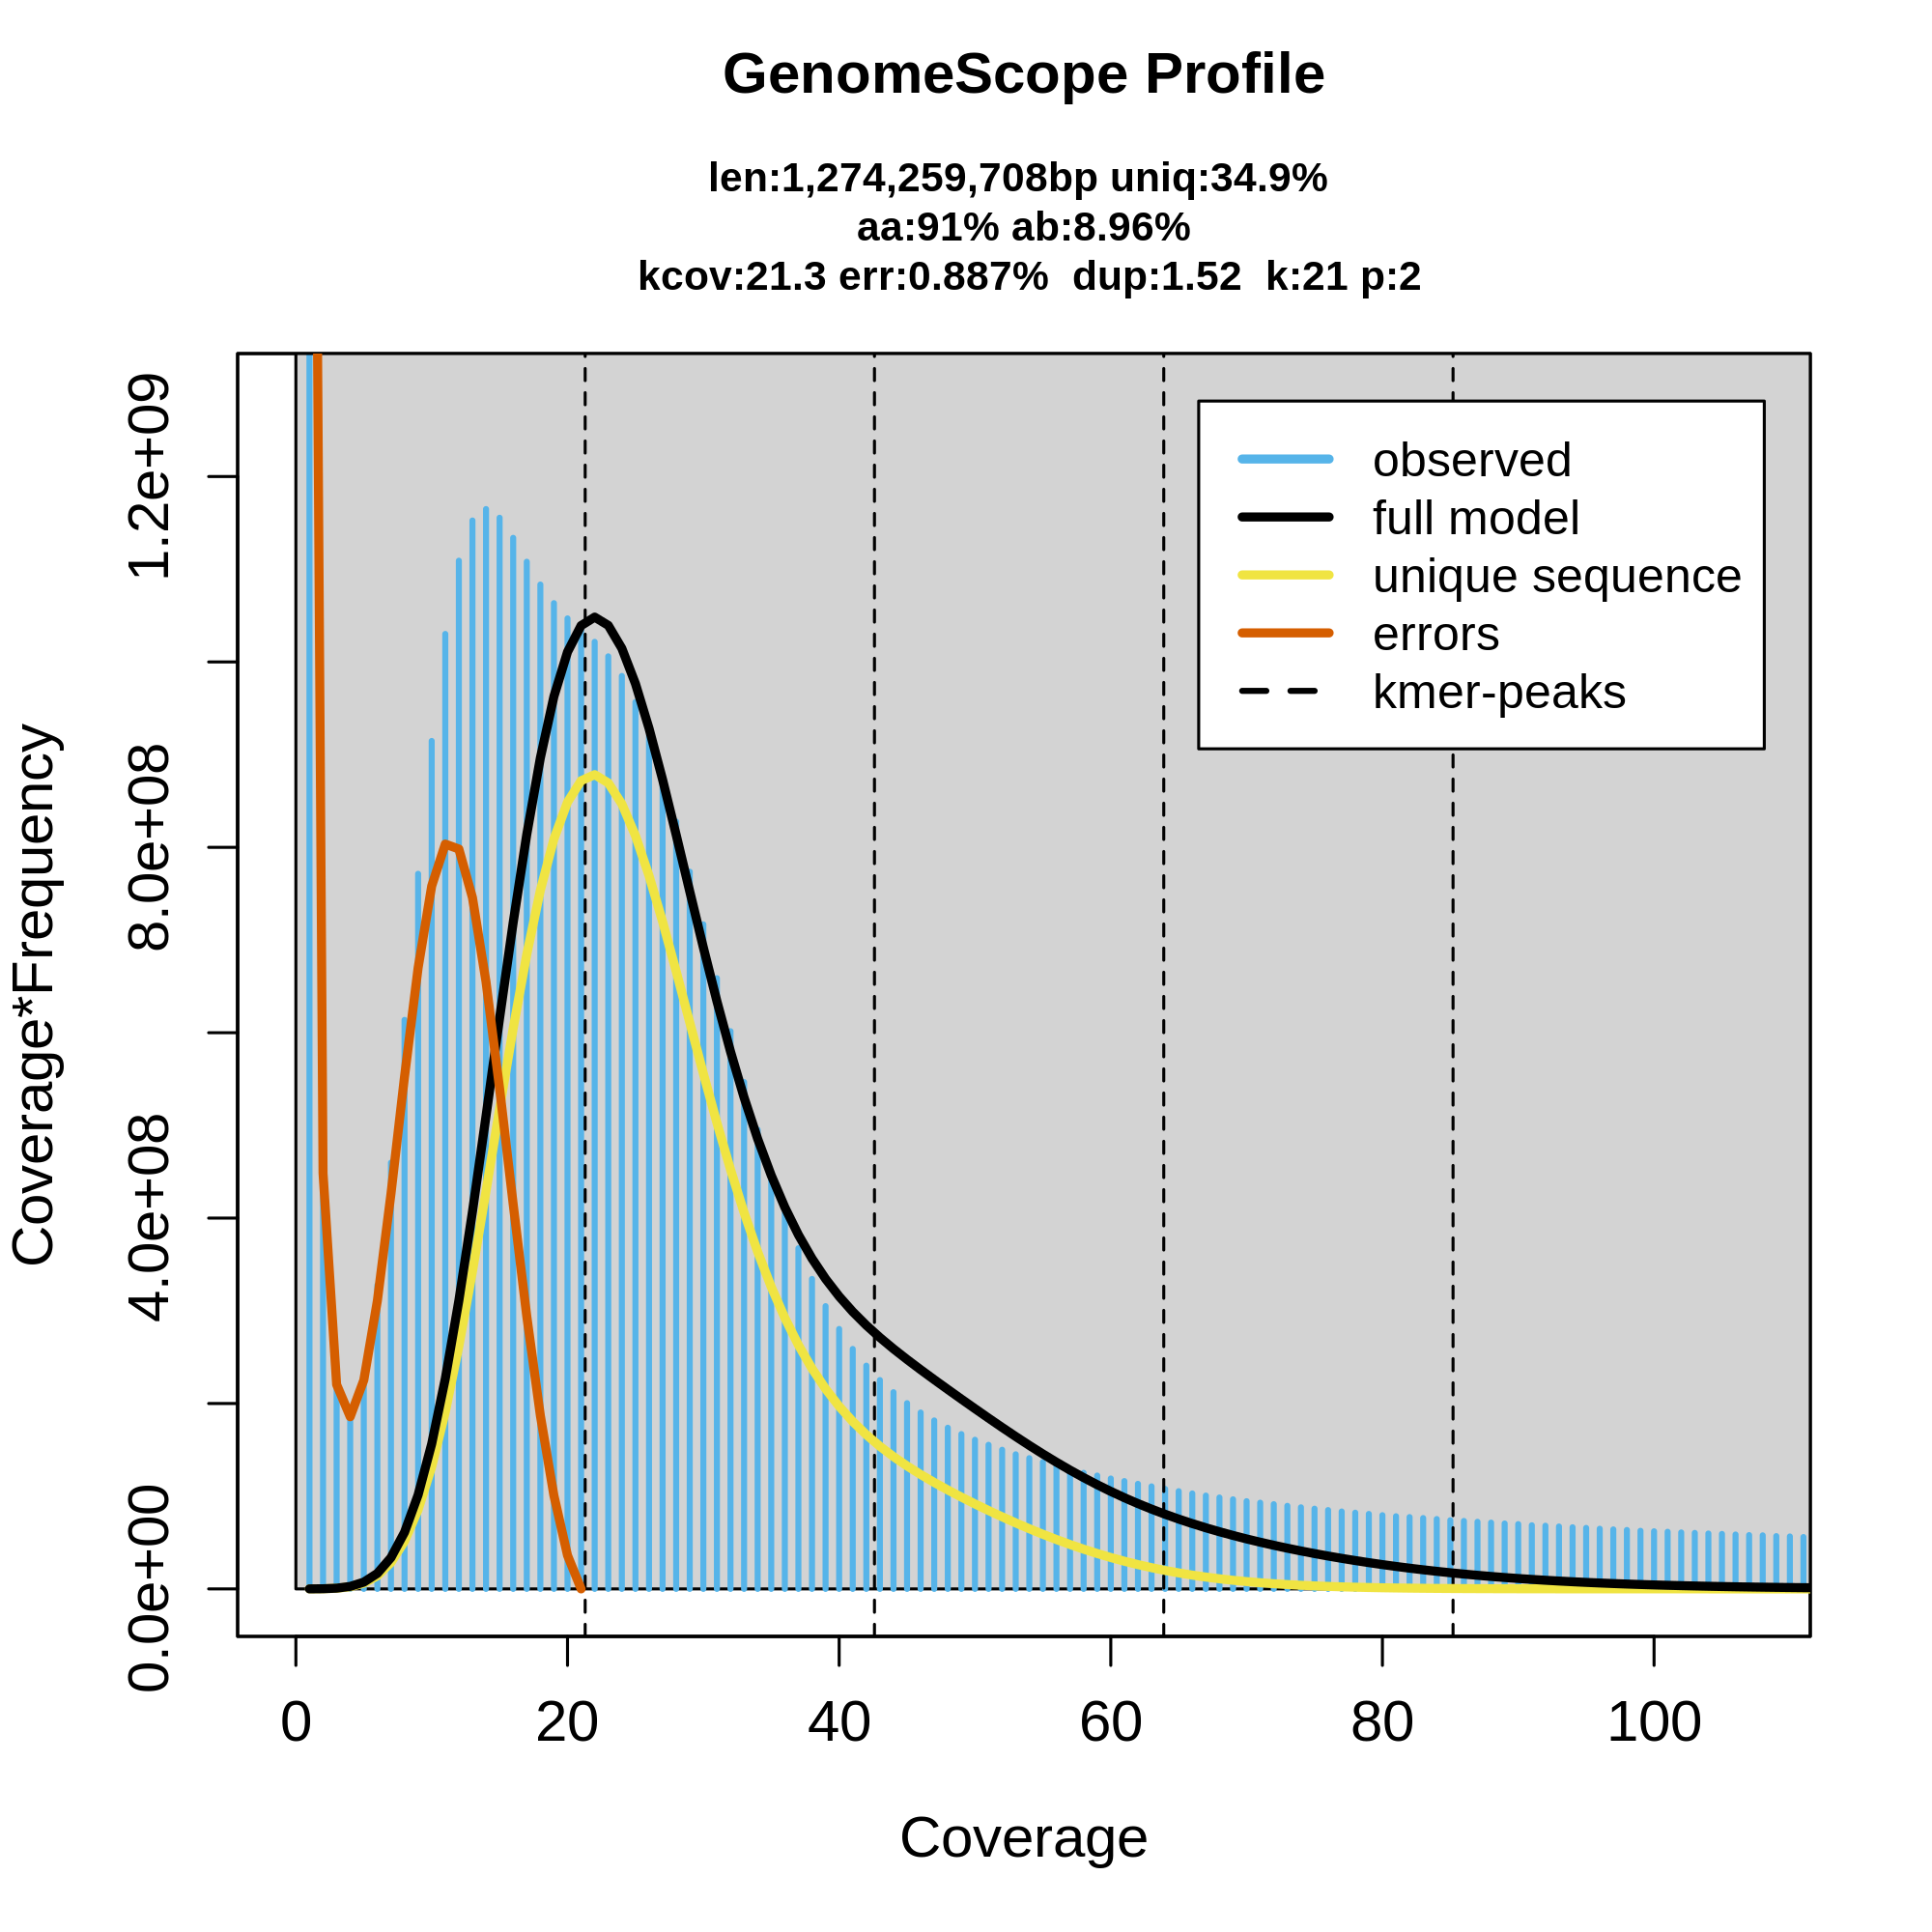 GenomeScope Profile
len:1,274,259,708bp uniq:34.9%
aa:91% ab:8.96%
kcov:21.3 err:0.887%  dup:1.52  k:21 p:2
observed
full model
unique sequence
errors
kmer-peaks
Coverage*Frequency
1.2e+09
8.0e+08
4.0e+08
0.0e+00
0 20 40 60 80 100
Coverage